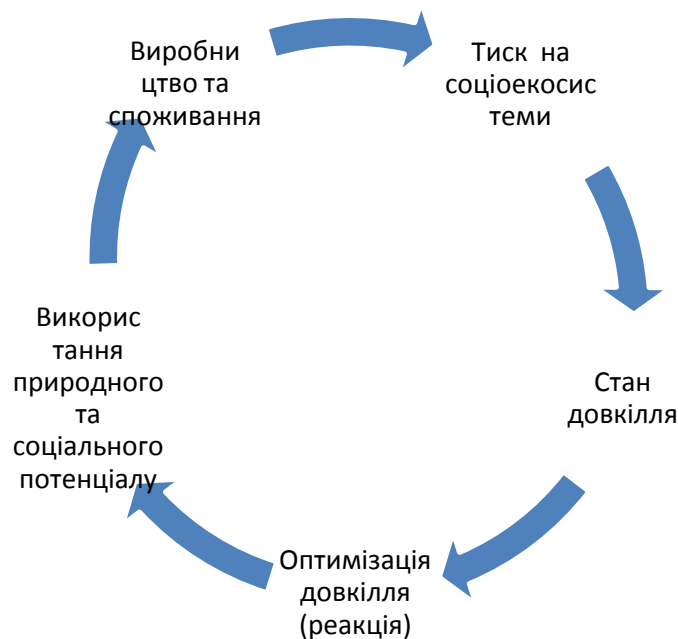 Виробни
цтво та
споживання
Тиск на
соціоекосис
теми
Стан
довкілля
Оптимізація
довкілля
(реакція)
Викорис
тання
природного
та
соціального
потенціалу